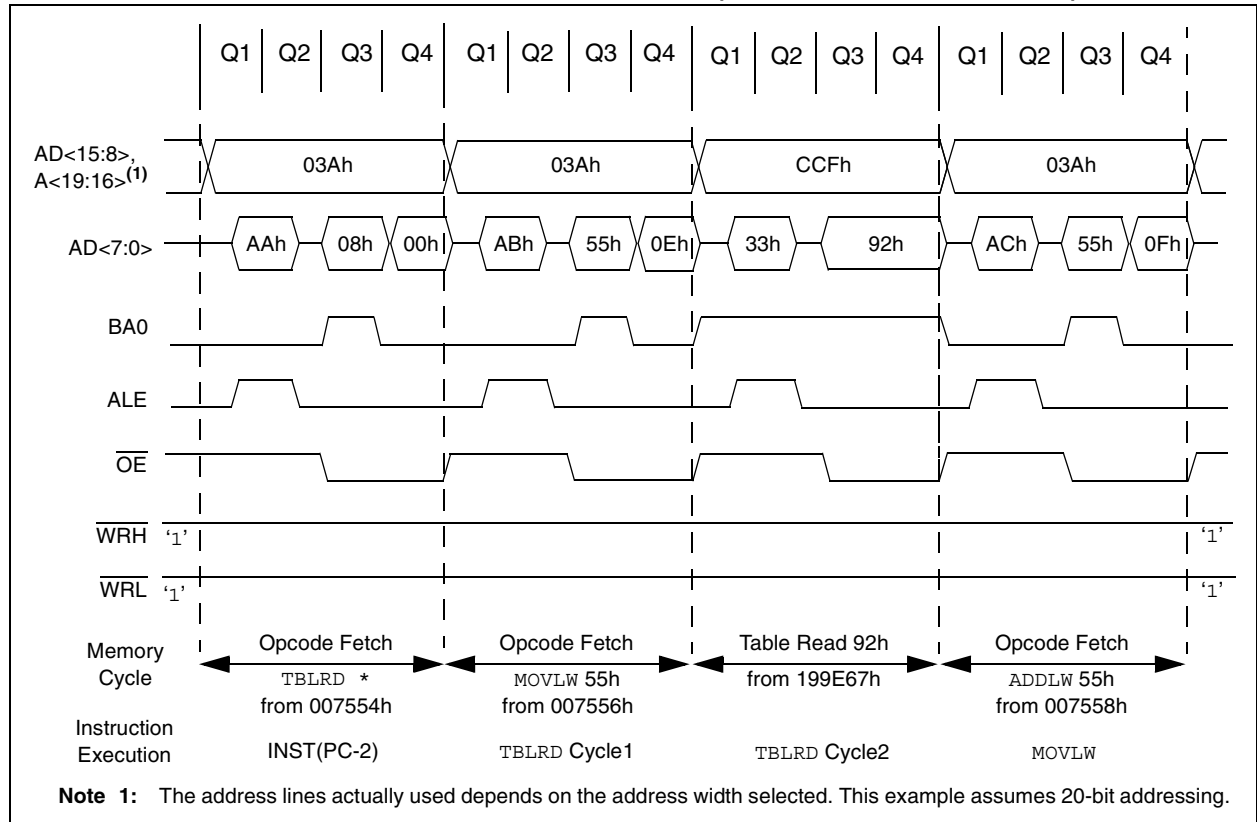 Q1 Q2 Q3 Q4 Q1 Q2 Q3 Q4 Q1 Q2 Q3 Q4 Q1 Q2 Q3 Q4
AD<15:8>,
A<19:16>(1)
03Ah 03Ah CCFh 03Ah
AD<7:0> AAh 08h 00h ABh 55h 0Eh 33h 92h ACh 55h 0Fh
BA0
ALE
OE
WRH '1' '1'
WRL '1' '1'
Memory
Cycle
Opcode Fetch Opcode Fetch Table Read 92h Opcode Fetch
TBLRD * MOVLW 55h from 199E67h ADDLW 55h
from 007554h from 007556h from 007558h
Instruction
Execution
INST(PC-2) TBLRD Cycle1 TBLRD Cycle2 MOVLW
Note 1: The address lines actually used depends on the address width selected. This example assumes 20-bit addressing.